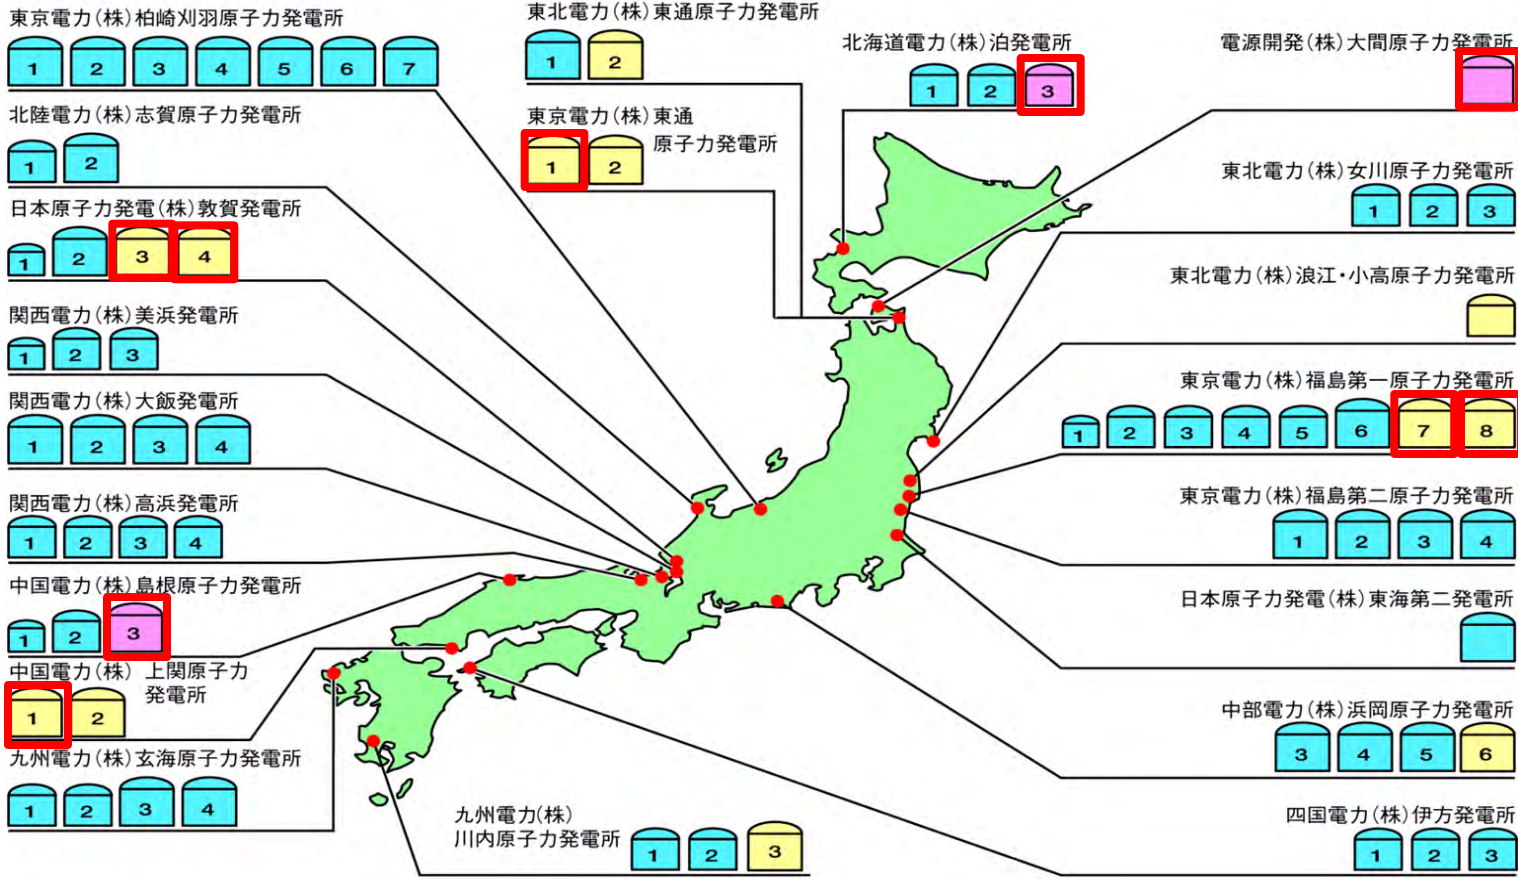 東京電力(株)柏崎刈羽原子力発電所
1 2 3 4 5 6 7
北陸電力(株)志賀原子力発電所
1 2
日本原子力発電(株)敦賀発電所
1 2 3 4
関西電力(株)美浜発電所
1 2 3
関西電力(株)大飯発電所
1 2 3 4
関西電力(株)高浜発電所
1 2 3 4
中国電力(株)島根原子力発電所
1 2 3
中国電力(株) 上関原子力
発電所
1 2
九州電力(株)玄海原子力発電所
1 2 3 4
東北電力(株)東通原子力発電所
1 2
東京電力(株)東通
原子力発電所
1 2
九州電力(株)
川内原子力発電所
1 2 3
北海道電力(株)泊発電所
1 2 3
電源開発(株)大間原子力発電所
東北電力(株)女川原子力発電所
1 2 3
東北電力(株)浪江・小高原子力発電所
東京電力(株)福島第一原子力発電所
1 2 3 4 5 6 7 8
東京電力(株)福島第二原子力発電所
1 2 3 4
日本原子力発電(株)東海第二発電所
中部電力(株)浜岡原子力発電所
3 4 5 6
四国電力(株)伊方発電所
1 2 3